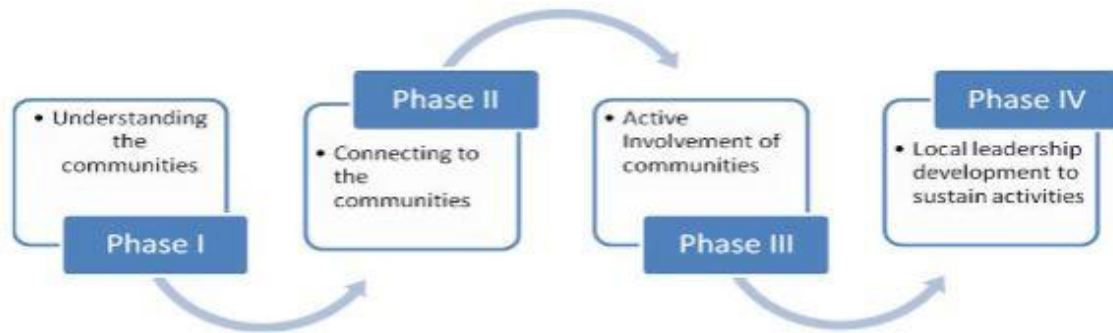 • Understanding
the
communities
Phase I
Phase II
• Connecting to
the
communities
• Active
Involvement of
communities
Phase III
Phase IV
• Local leadership
development to
sustain activities